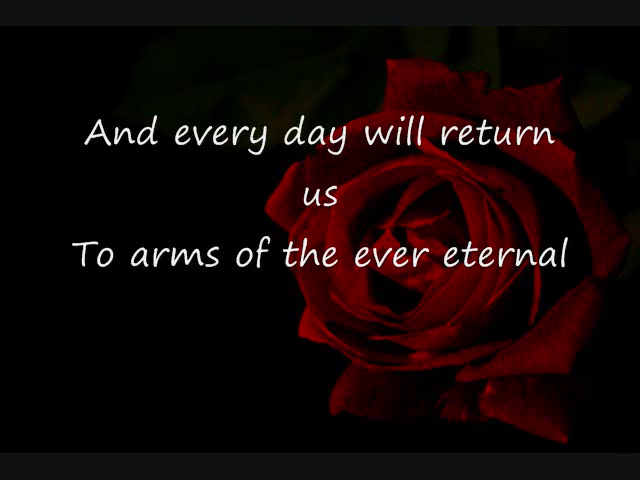 And every day will return
us
To arms of the ever eternal